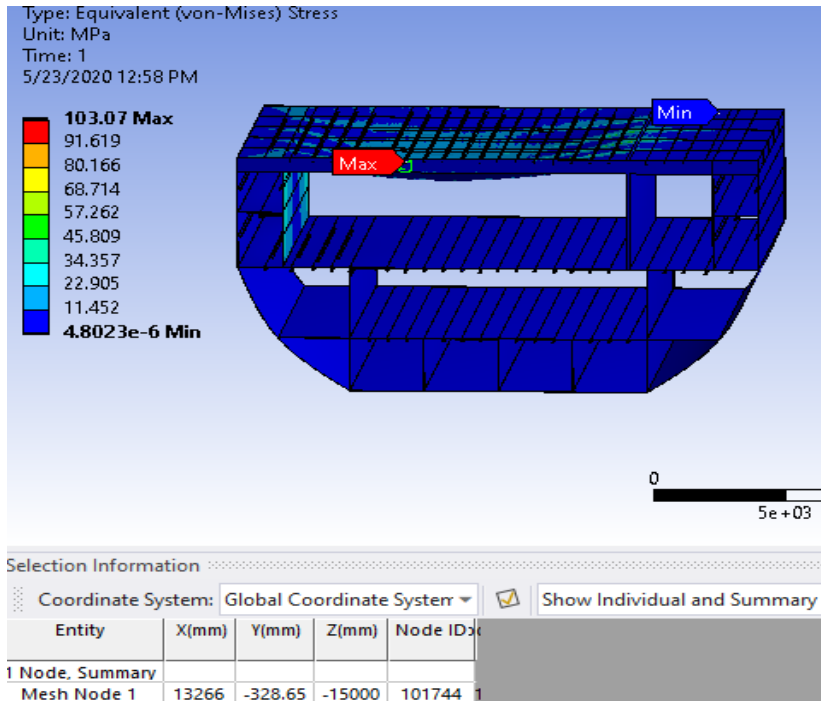 Type: Equivalent (von-Mises) Stress
Unit: MPa
Time: 1
5/23/2020 12:58 PM
103.07 Max
91.619
80.166
68.714
57.262
45.809
34.357
22.905
11.452
4.8023e-6 Min
Min
Max
0
5e+03
Selection Information
Coordinate System: Global Coordinate System Show Individual and Summary
Entity X(mm) Y(mm) Z(mm) Node ID
1 Node, Summary
Mesh Node 1 13266 -328.65 -15000 101744 1